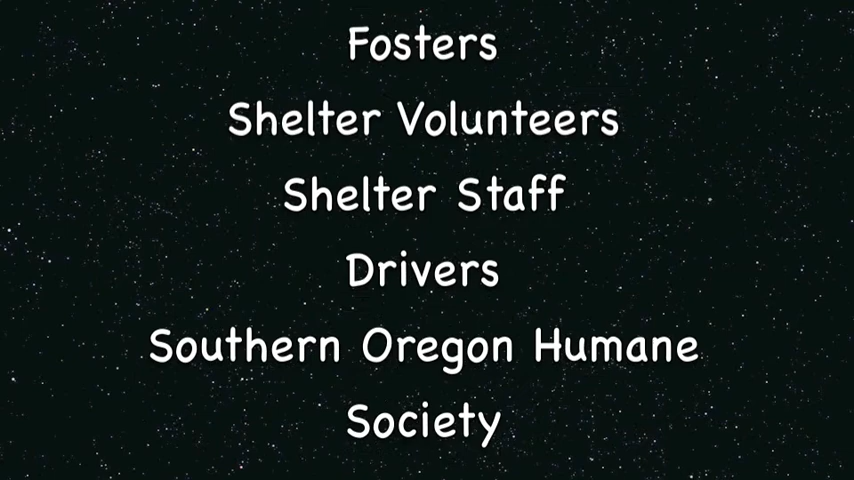 Fosters
Shelter Volunteers
Shelter Staff
Drivers
Southern Oregon Humane
Society